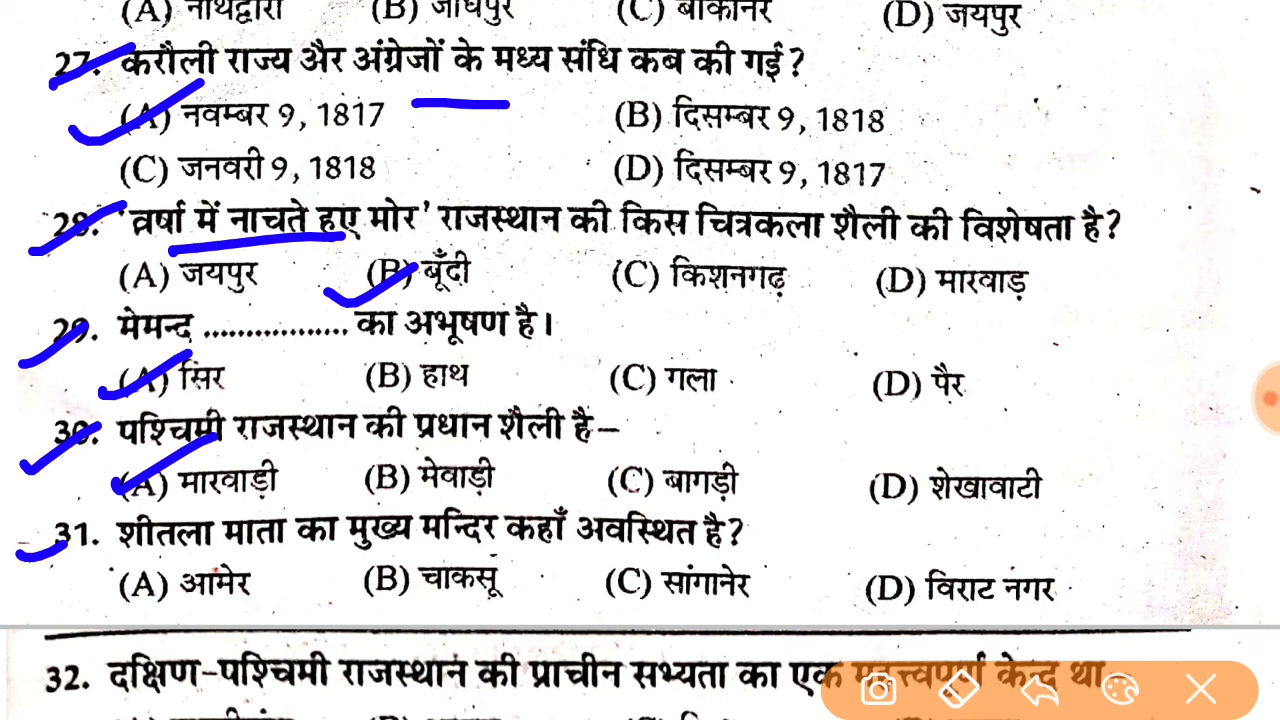 (A) नाथद्वारा (B) जोधपुर (C) बीकानेर (D) जयपुर
27. करौली राज्य अैर अंग्रेजों के मध्य संधि कब की गई?
(A) नवम्बर 9, 1817 (B) दिसम्बर 9, 1818
(C) जनवरी 9, 1818 (D) दिसम्बर 9, 1817
28. 'वर्षा में नाचते हुए मोर' राजस्थान की किस चित्रकला शैली की विशेषता है?
(A) जयपुर (B) बूँदी (C) किशनगढ़ (D) मारवाड़
29. मेमन्द .................. का अभूषण है।
(A) सिर (B) हाथ (C) गला (D) पैर
30. पश्चिमी राजस्थान की प्रधान शैली है–
(A) मारवाड़ी (B) मेवाड़ी (C) बागड़ी (D) शेखावाटी
31. शीतला माता का मुख्य मन्दिर कहाँ अवस्थित है?
(A) आमेर (B) चाकसू (C) सांगानेर (D) विराट नगर
32. दक्षिण-पश्चिमी राजस्थान की प्राचीन सभ्यता का एक महत्त्वपूर्ण केन्द्र था–